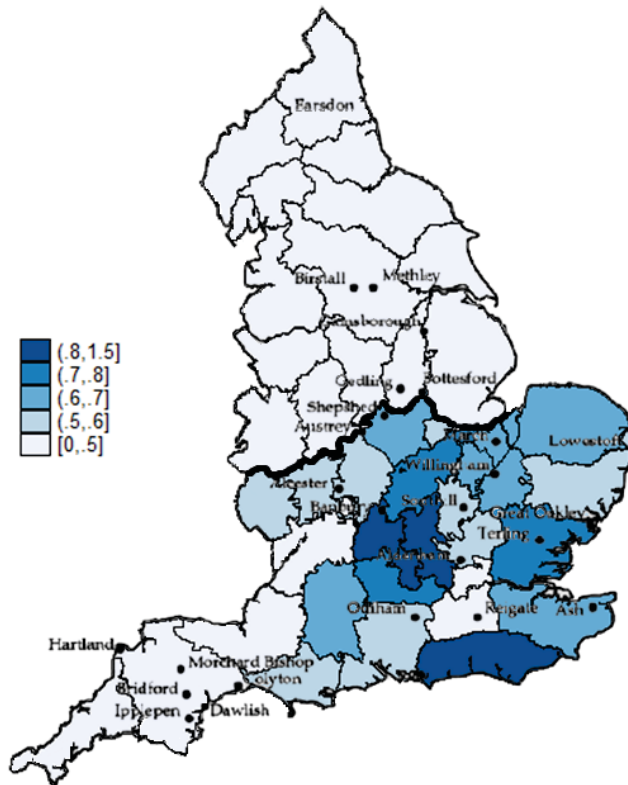 Earsdon
Birstall
Methley
Gainsborough
(.8,1.5]
(.7,.8]
(.6,.7]
(.5,.6]
[0,.5]
Gedling
Bottesford
Shepshed
Austrey
March
Lowestoft
Willingham
Alcester
Banbury
Great Oakley
Terling
Odiham
Reigate
Ash
Hartland
Morchard Bishop
Colyton
Bridford
Ipplepen
Dawlish